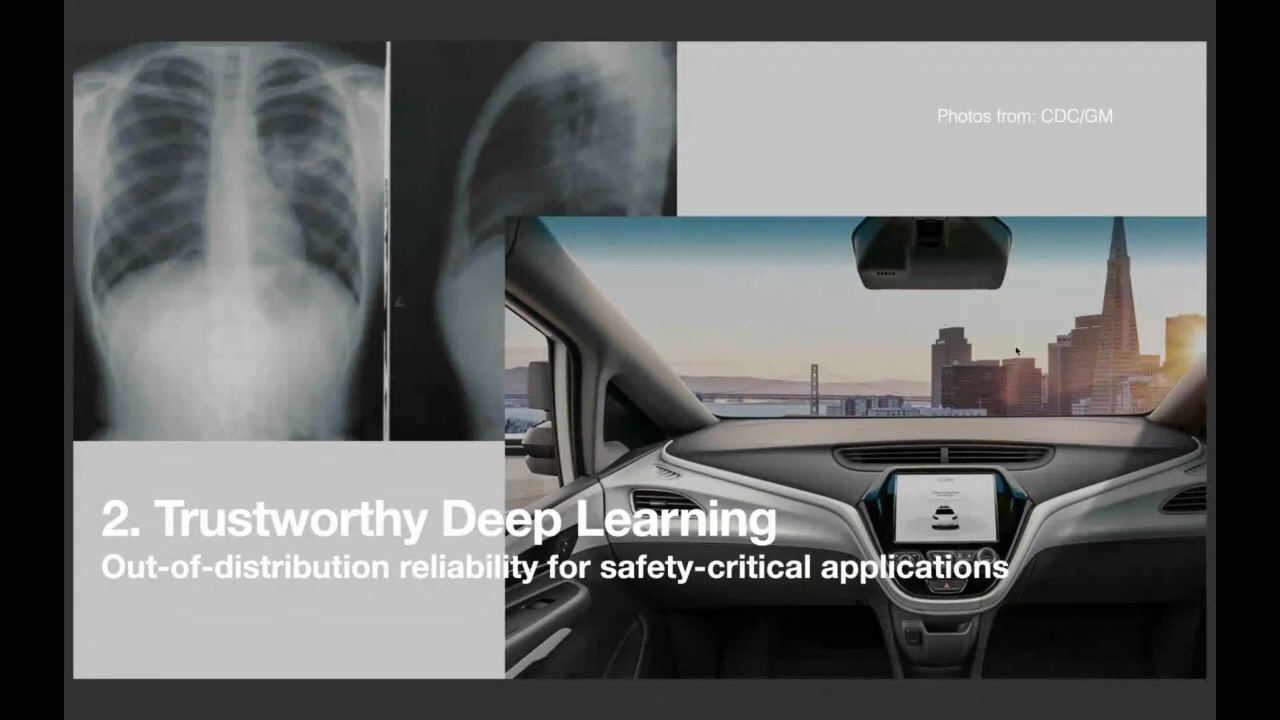 Photos from: CDC/GM
2. Trustworthy Deep Learning
Out-of-distribution reliability for safety-critical applications